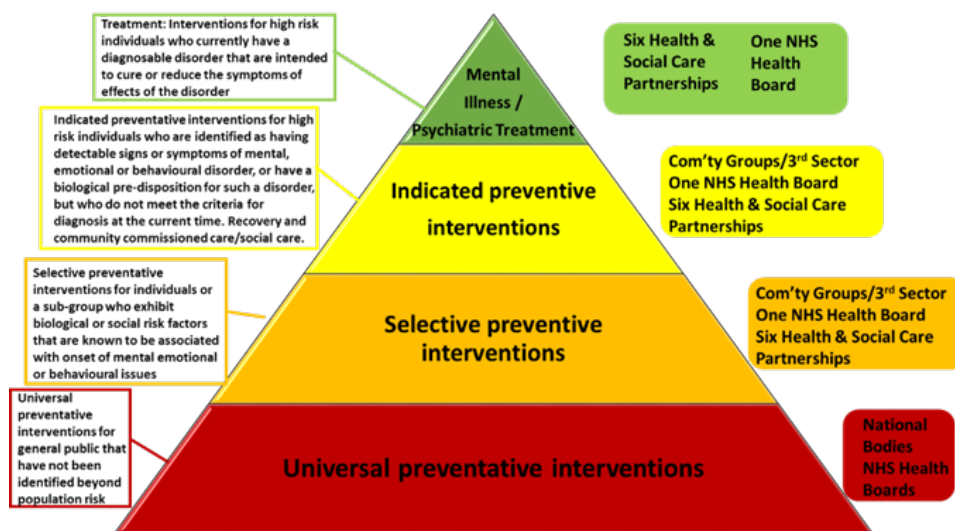 Treatment: Interventions for high risk
individuals who currently have a
diagnosable disorder that are intended
to cure or reduce the symptoms of
effects of the disorder
Mental
Illness /
Psychiatric Treatment
Six Health &
Social Care
Partnerships
One NHS
Health
Board
Indicated preventative interventions for high
risk individuals who are identified as having
detectable signs or symptoms of mental,
emotional or behavioural disorder, or have a
biological pre-disposition for such a disorder,
but who do not meet the criteria for
diagnosis at the current time. Recovery and
community commissioned care/social care.
Indicated preventive
interventions
Com'ty Groups/3rd Sector
One NHS Health Board
Six Health & Social Care
Partnerships
Selective preventative
interventions for individuals or
a sub-group who exhibit
biological or social risk factors
that are known to be associated
with onset of mental emotional
or behavioural issues
Selective preventive
interventions
Com'ty Groups/3rd Sector
One NHS Health Board
Six Health & Social Care
Partnerships
Universal
preventative
interventions for
general public that
have not been
identified beyond
population risk
Universal preventative interventions
National
Bodies
NHS Health
Boards